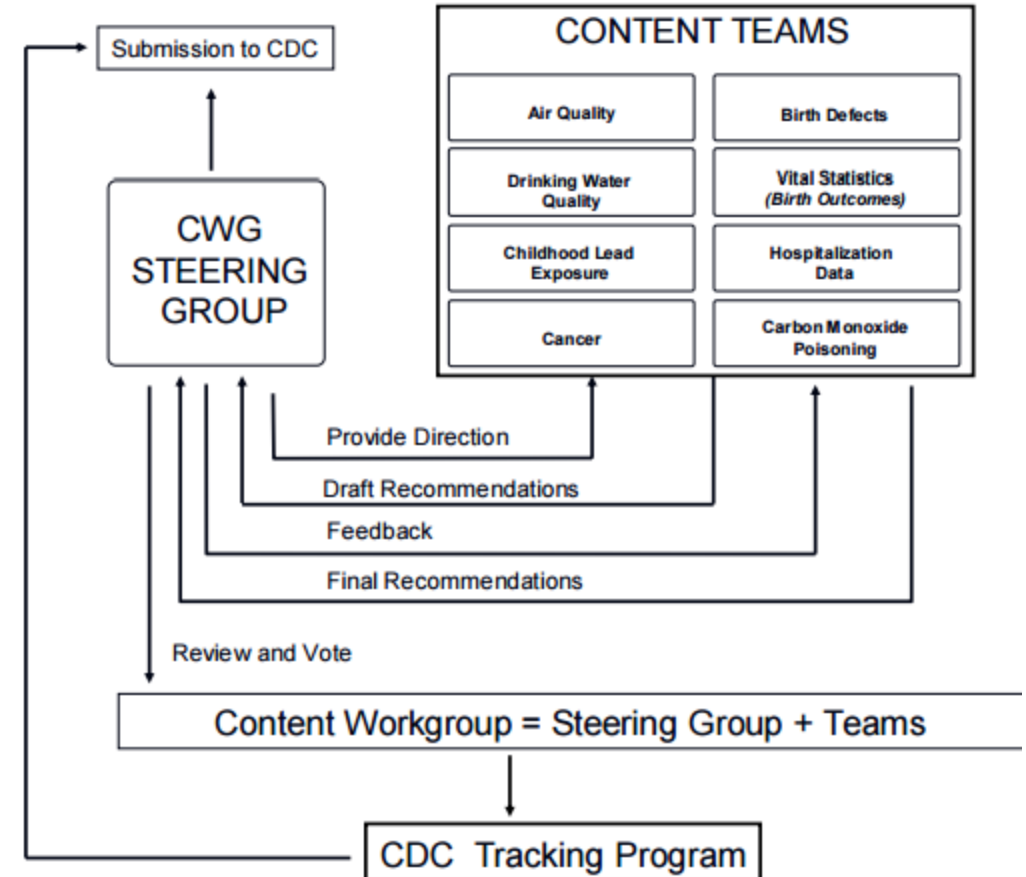 Submission to CDC
CWG
STEERING
GROUP
CONTENT TEAMS
Air Quality
Birth Defects
Drinking Water
Quality
Vital Statistics
(Birth Outcomes)
Childhood Lead
Exposure
Hospitalization
Data
Cancer
Carbon Monoxide
Poisoning
Provide Direction
Draft Recommendations
Feedback
Final Recommendations
Review and Vote
Content Workgroup = Steering Group + Teams
CDC Tracking Program